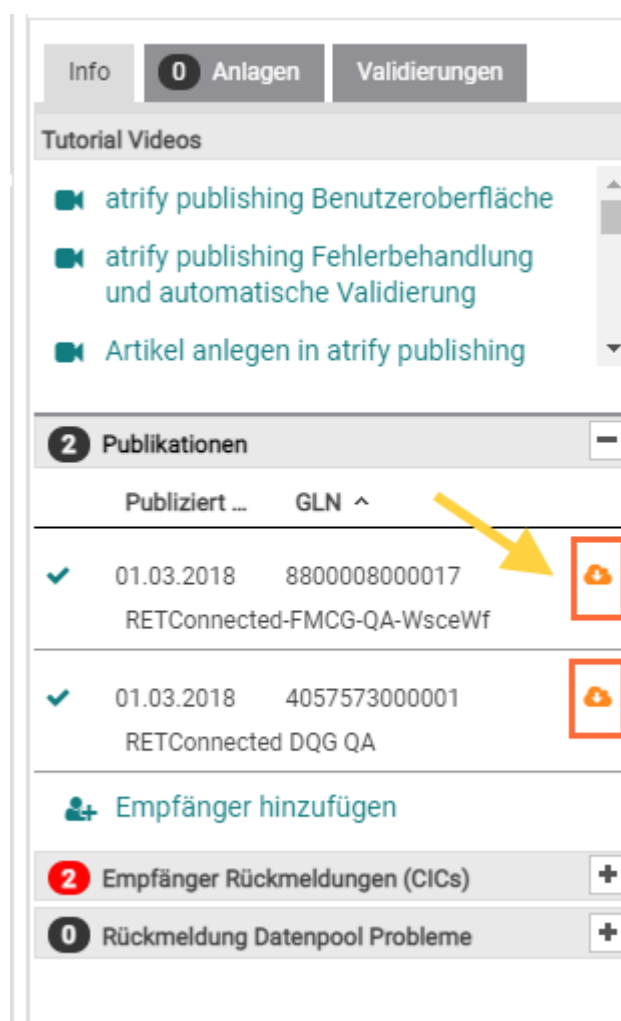 Info 0 Anlagen Validierungen
Tutorial Videos
atrify publishing Benutzeroberfläche
atrify publishing Fehlerbehandlung
und automatische Validierung
Artikel anlegen in atrify publishing
2 Publikationen
Publiziert ... GLN
01.03.2018 8800008000017
RETConnected-FMCG-QA-WsceWf
01.03.2018 4057573000001
RETConnected DQG QA
Empfänger hinzufügen
2 Empfänger Rückmeldungen (CICs)
0 Rückmeldung Datenpool Probleme